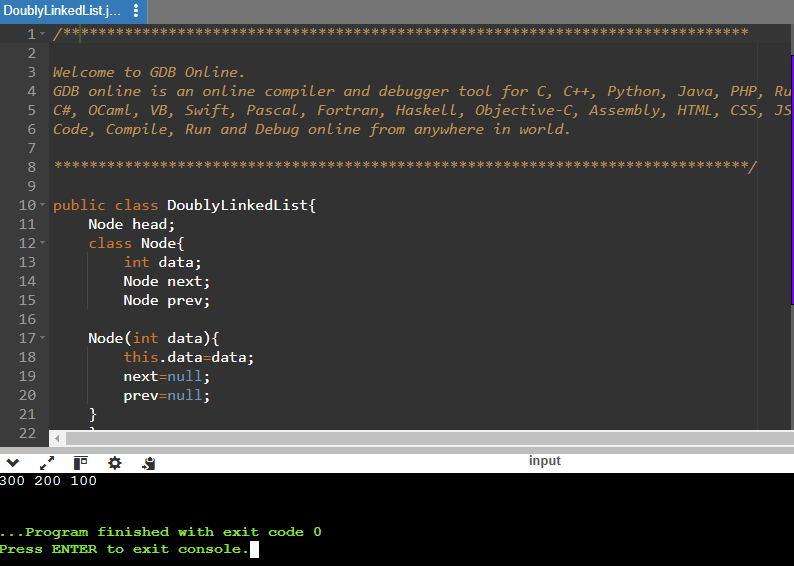 DoublyLinkedList.j...
1 /******************************************************************************
2
3 Welcome to GDB Online.
4 GDB online is an online compiler and debugger tool for C, C++, Python, Java, PHP, Ru
5 C#, OCaml, VB, Swift, Pascal, Fortran, Haskell, Objective-C, Assembly, HTML, CSS, JS
6 Code, Compile, Run and Debug online from anywhere in world.
7
8 *******************************************************************************/
9
10 public class DoublyLinkedList{
11 Node head;
12 class Node{
13 int data;
14 Node next;
15 Node prev;
16
17 Node(int data){
18 this.data=data;
19 next=null;
20 prev=null;
21 }
22
input
300 200 100
...Program finished with exit code 0
Press ENTER to exit console.